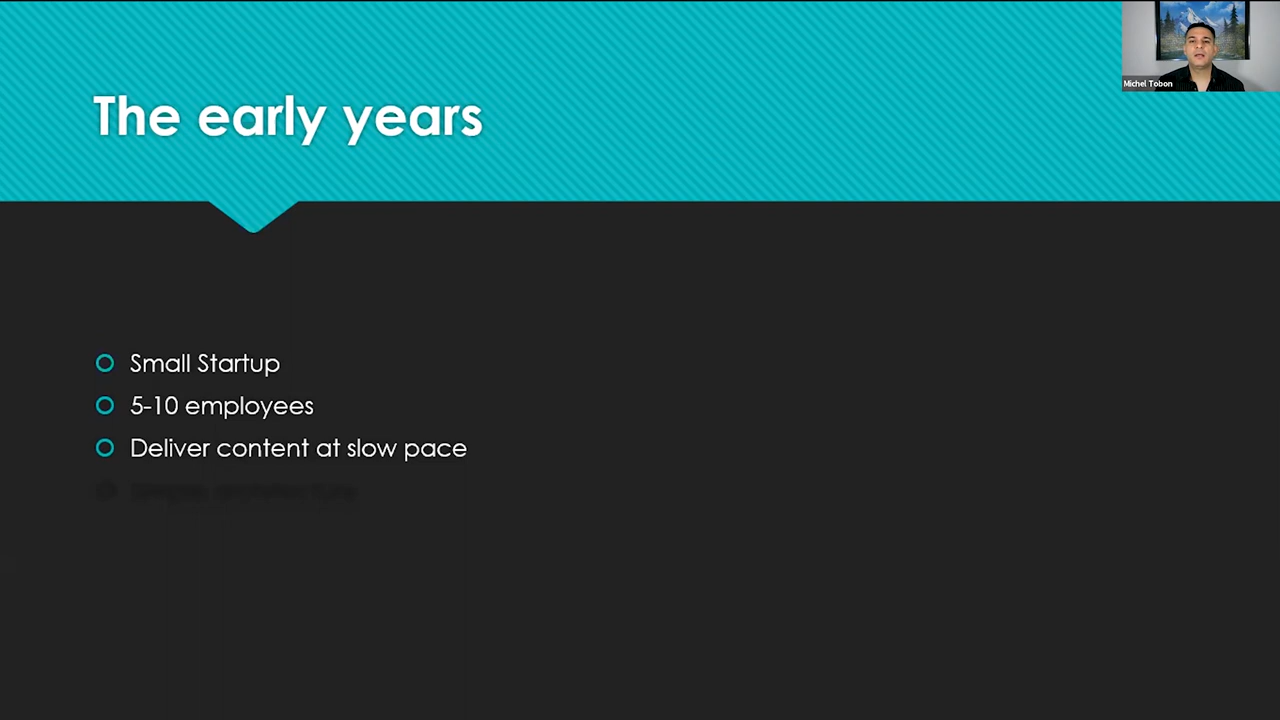 The early years
Michel Tobon
Small Startup
5-10 employees
Deliver content at slow pace